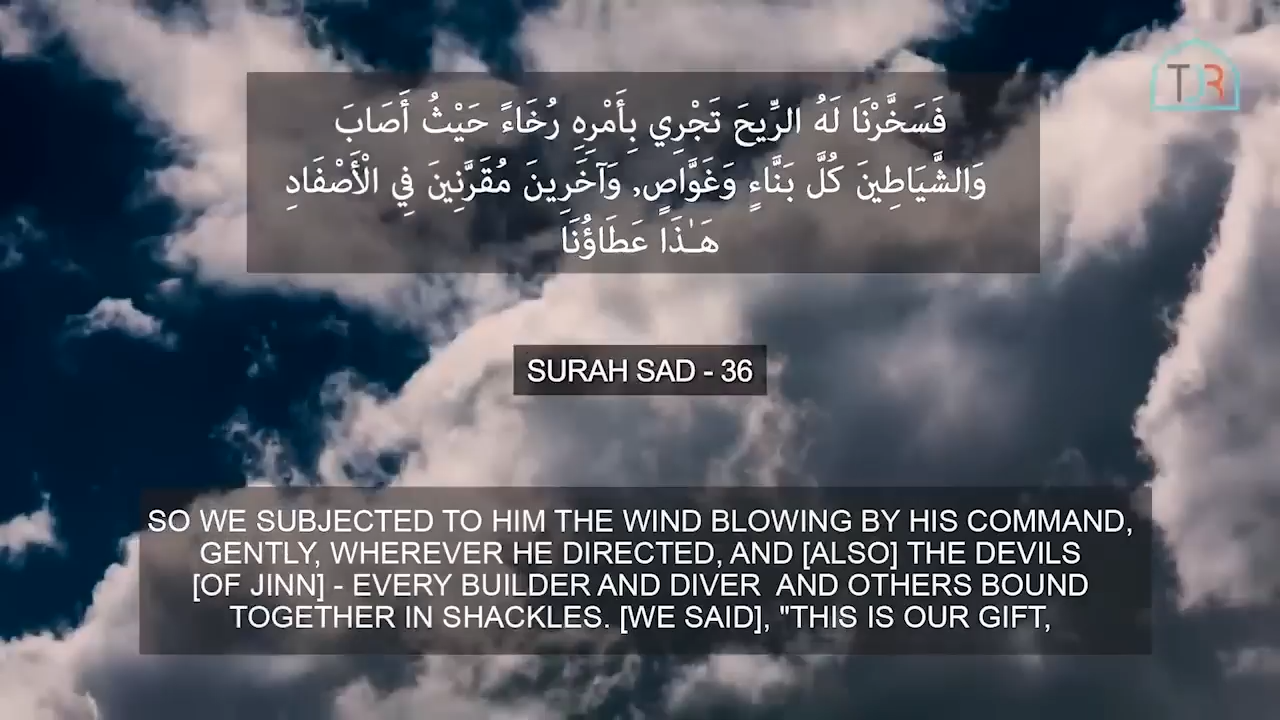 TJR
فَسَخَّرْنَا لَهُ الرِّيحَ تَجْرِي بِأَمْرِهِ رُخَاءً حَيْثُ أَصَابَ
وَالشَّيَاطِينَ كُلَّ بَنَّاءٍ وَغَوَّاصٍ, وَآخَرِينَ مُقَرَّنِينَ فِي الْأَصْفَادِ
هَـٰذَا عَطَاؤُنَا
SURAH SAD - 36
SO WE SUBJECTED TO HIM THE WIND BLOWING BY HIS COMMAND,
GENTLY, WHEREVER HE DIRECTED, AND [ALSO] THE DEVILS
[OF JINN] - EVERY BUILDER AND DIVER  AND OTHERS BOUND
TOGETHER IN SHACKLES. [WE SAID], "THIS IS OUR GIFT,